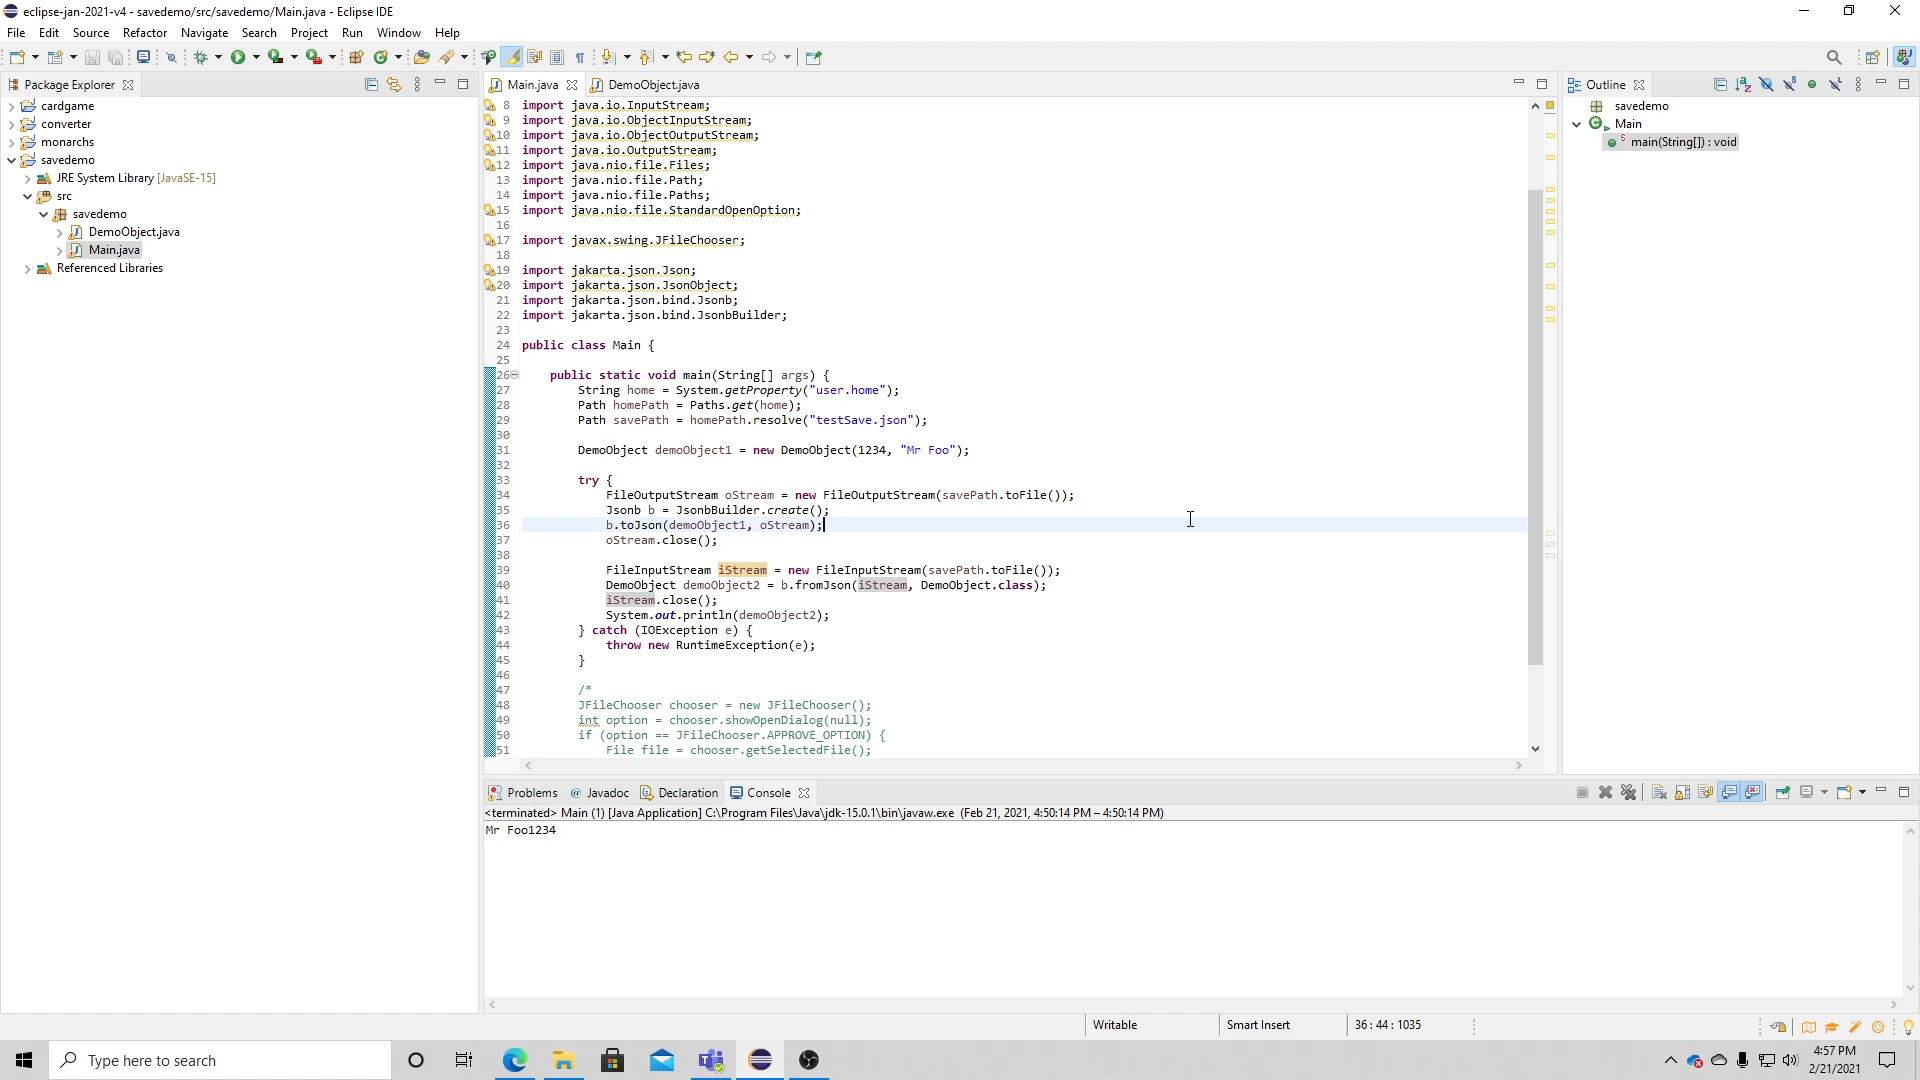 eclipse-jan-2021-v4 - savedemo/src/savedemo/Main.java - Eclipse IDE
File Edit Source Refactor Navigate Search Project Run Window Help
Package Explorer
cardgame
converter
monarchs
savedemo
JRE System Library [JavaSE-15]
src
savedemo
DemoObject.java
Main.java
Referenced Libraries
Main.java DemoObject.java
8 import java.io.InputStream;
9 import java.io.ObjectInputStream;
10 import java.io.ObjectOutputStream;
11 import java.io.OutputStream;
12 import java.nio.file.Files;
13 import java.nio.file.Path;
14 import java.nio.file.Paths;
15 import java.nio.file.StandardOpenOption;
16
17 import javax.swing.JFileChooser;
18
19 import jakarta.json.Json;
20 import jakarta.json.JsonObject;
21 import jakarta.json.bind.Jsonb;
22 import jakarta.json.bind.JsonbBuilder;
23
24 public class Main {
25
26 public static void main(String[] args) {
27 String home = System.getProperty("user.home");
28 Path homePath = Paths.get(home);
29 Path savePath = homePath.resolve("testSave.json");
30
31 DemoObject demoObject1 = new DemoObject(1234, "Mr Foo");
32
33 try {
34 FileOutputStream oStream = new FileOutputStream(savePath.toFile());
35 Jsonb b = JsonbBuilder.create();
36 b.toJson(demoObject1, oStream);
37 oStream.close();
38
39 FileInputStream iStream = new FileInputStream(savePath.toFile());
40 DemoObject demoObject2 = b.fromJson(iStream, DemoObject.class);
41 iStream.close();
42 System.out.println(demoObject2);
43 } catch (IOException e) {
44 throw new RuntimeException(e);
45 }
46
47 /*
48 JFileChooser chooser = new JFileChooser();
49 int option = chooser.showOpenDialog(null);
50 if (option == JFileChooser.APPROVE_OPTION) {
51 File file = chooser.getSelectedFile();
Outline
savedemo
Main
main(String[]) : void
Problems @ Javadoc Declaration Console
<terminated> Main (1) [Java Application] C:\Program Files\Java\jdk-15.0.1\bin\javaw.exe (Feb 21, 2021, 4:50:14 PM – 4:50:14 PM)
Mr Foo1234
Writable Smart Insert 36 : 44 : 1035
Type here to search
4:57 PM
2/21/2021